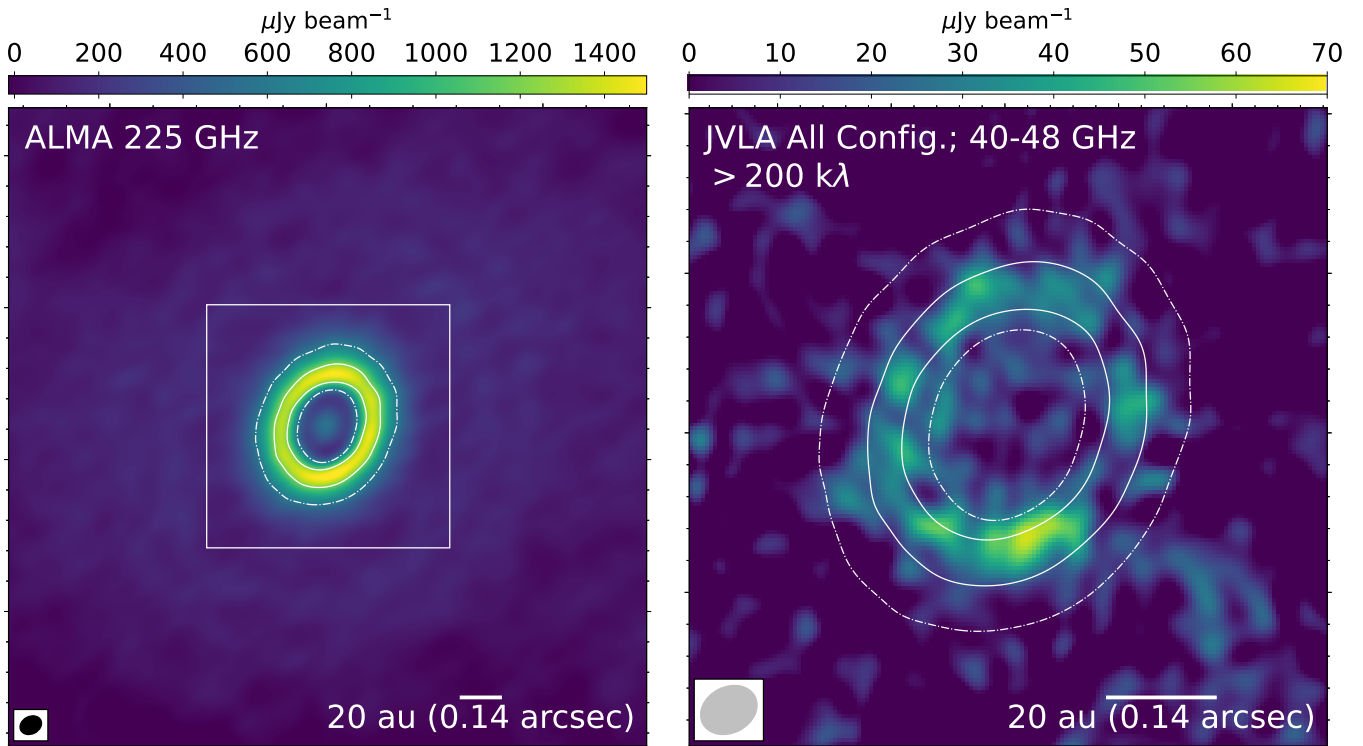 μJy beam⁻¹
0 200 400 600 800 1000 1200 1400
ALMA 225 GHz
20 au (0.14 arcsec)
μJy beam⁻¹
0 10 20 30 40 50 60 70
JVLA All Config.; 40-48 GHz
> 200 kλ
20 au (0.14 arcsec)